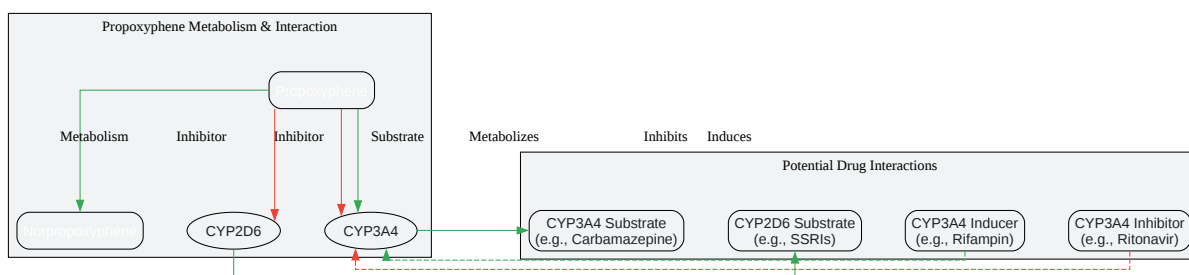 Propoxyphene Metabolism & Interaction
Propoxyphene
Metabolism
Inhibitor
Inhibitor
Substrate
Metabolizes
Inhibits
Induces
Potential Drug Interactions
Norpropoxyphene
CYP2D6
CYP3A4
CYP3A4 Substrate
(e.g., Carbamazepine)
CYP2D6 Substrate
(e.g., SSRIs)
CYP3A4 Inducer
(e.g., Rifampin)
CYP3A4 Inhibitor
(e.g., Ritonavir)